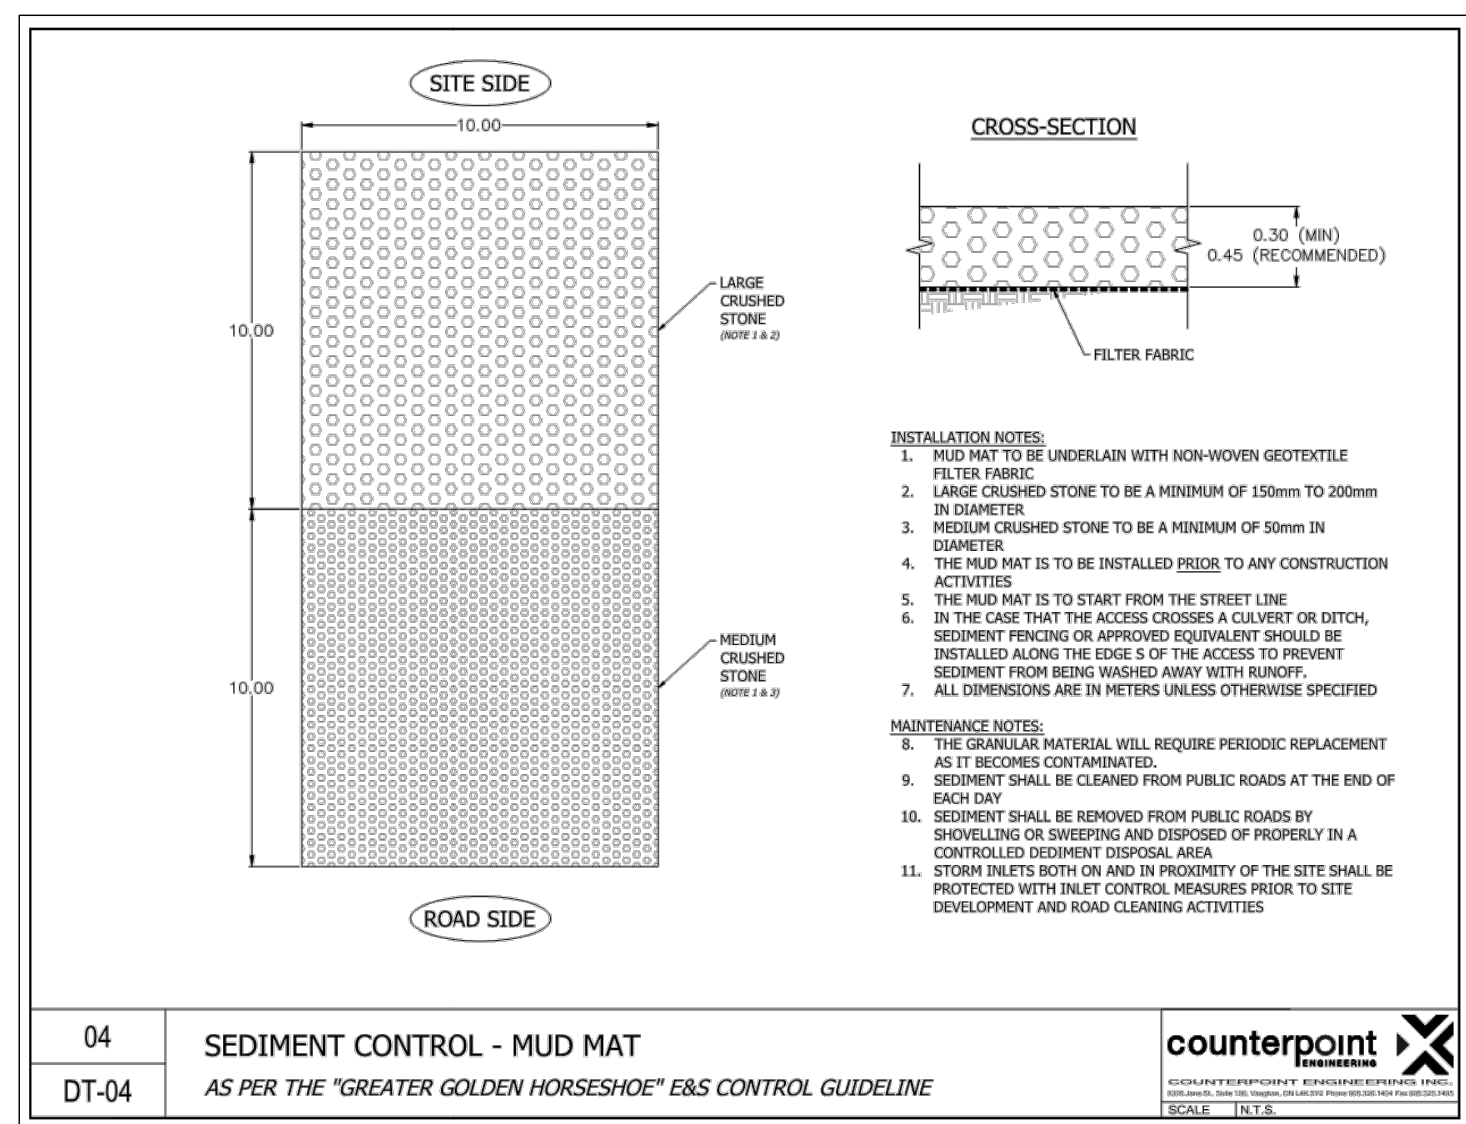 SITE SIDE
10.00
10.00
LARGE
CRUSHED
STONE
(NOTE 1 & 2)
10.00
MEDIUM
CRUSHED
STONE
(NOTE 1 & 3)
ROAD SIDE
CROSS-SECTION
0.30 (MIN)
0.45 (RECOMMENDED)
FILTER FABRIC
INSTALLATION NOTES:
1. MUD MAT TO BE UNDERLAIN WITH NON-WOVEN GEOTEXTILE
FILTER FABRIC
2. LARGE CRUSHED STONE TO BE A MINIMUM OF 150mm TO 200mm
IN DIAMETER
3. MEDIUM CRUSHED STONE TO BE A MINIMUM OF 50mm IN
DIAMETER
4. THE MUD MAT IS TO BE INSTALLED PRIOR TO ANY CONSTRUCTION
ACTIVITIES
5. THE MUD MAT IS TO START FROM THE STREET LINE
6. IN THE CASE THAT THE ACCESS CROSSES A CULVERT OR DITCH,
SEDIMENT FENCING OR APPROVED EQUIVALENT SHOULD BE
INSTALLED ALONG THE EDGE S OF THE ACCESS TO PREVENT
SEDIMENT FROM BEING WASHED AWAY WITH RUNOFF.
7. ALL DIMENSIONS ARE IN METERS UNLESS OTHERWISE SPECIFIED
MAINTENANCE NOTES:
8. THE GRANULAR MATERIAL WILL REQUIRE PERIODIC REPLACEMENT
AS IT BECOMES CONTAMINATED.
9. SEDIMENT SHALL BE CLEANED FROM PUBLIC ROADS AT THE END OF
EACH DAY
10. SEDIMENT SHALL BE REMOVED FROM PUBLIC ROADS BY
SHOVELLING OR SWEEPING AND DISPOSED OF PROPERLY IN A
CONTROLLED DEDIMENT DISPOSAL AREA
11. STORM INLETS BOTH ON AND IN PROXIMITY OF THE SITE SHALL BE
PROTECTED WITH INLET CONTROL MEASURES PRIOR TO SITE
DEVELOPMENT AND ROAD CLEANING ACTIVITIES
04
DT-04
SEDIMENT CONTROL - MUD MAT
AS PER THE "GREATER GOLDEN HORSESHOE" E&S CONTROL GUIDELINE
counterpoint
ENGINEERING
COUNTERPOINT ENGINEERING INC.
Jane St., Suite 100, Vaughan, ON Phone Fax
SCALE N.T.S.